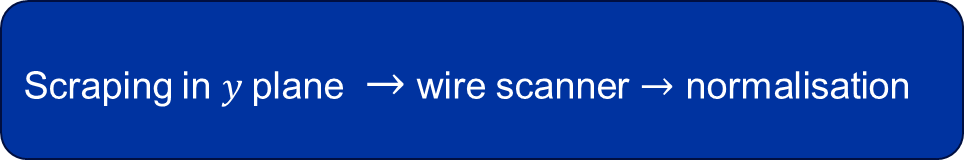 Scraping in y plane → wire scanner → normalisation